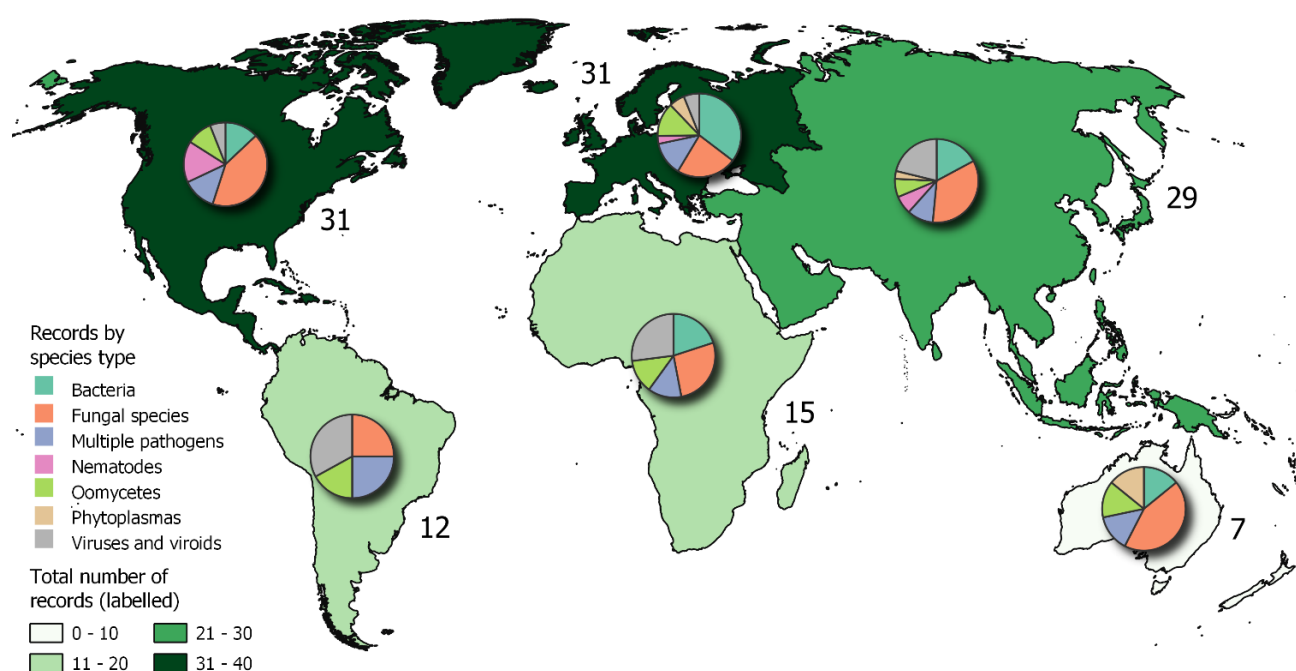 31
31
29
15
12
7
Records by
species type
Bacteria
Fungal species
Multiple pathogens
Nematodes
Oomycetes
Phytoplasmas
Viruses and viroids
Total number of
records (labelled)
0 - 10
21 - 30
11 - 20
31 - 40